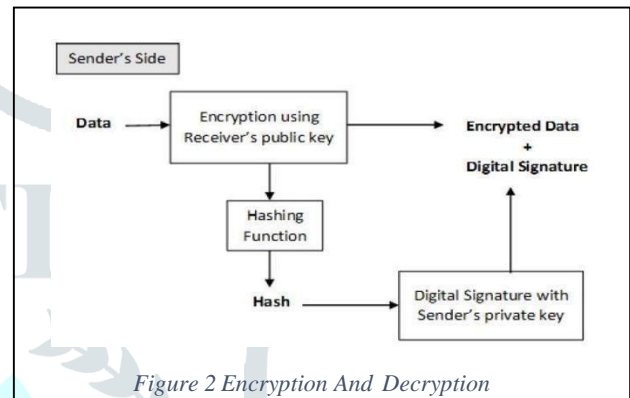 Sender's Side
Data
Encryption using
Receiver's public key
Encrypted Data
+
Digital Signature
Hashing
Function
Hash
Digital Signature with
Sender's private key
Figure 2 Encryption And Decryption